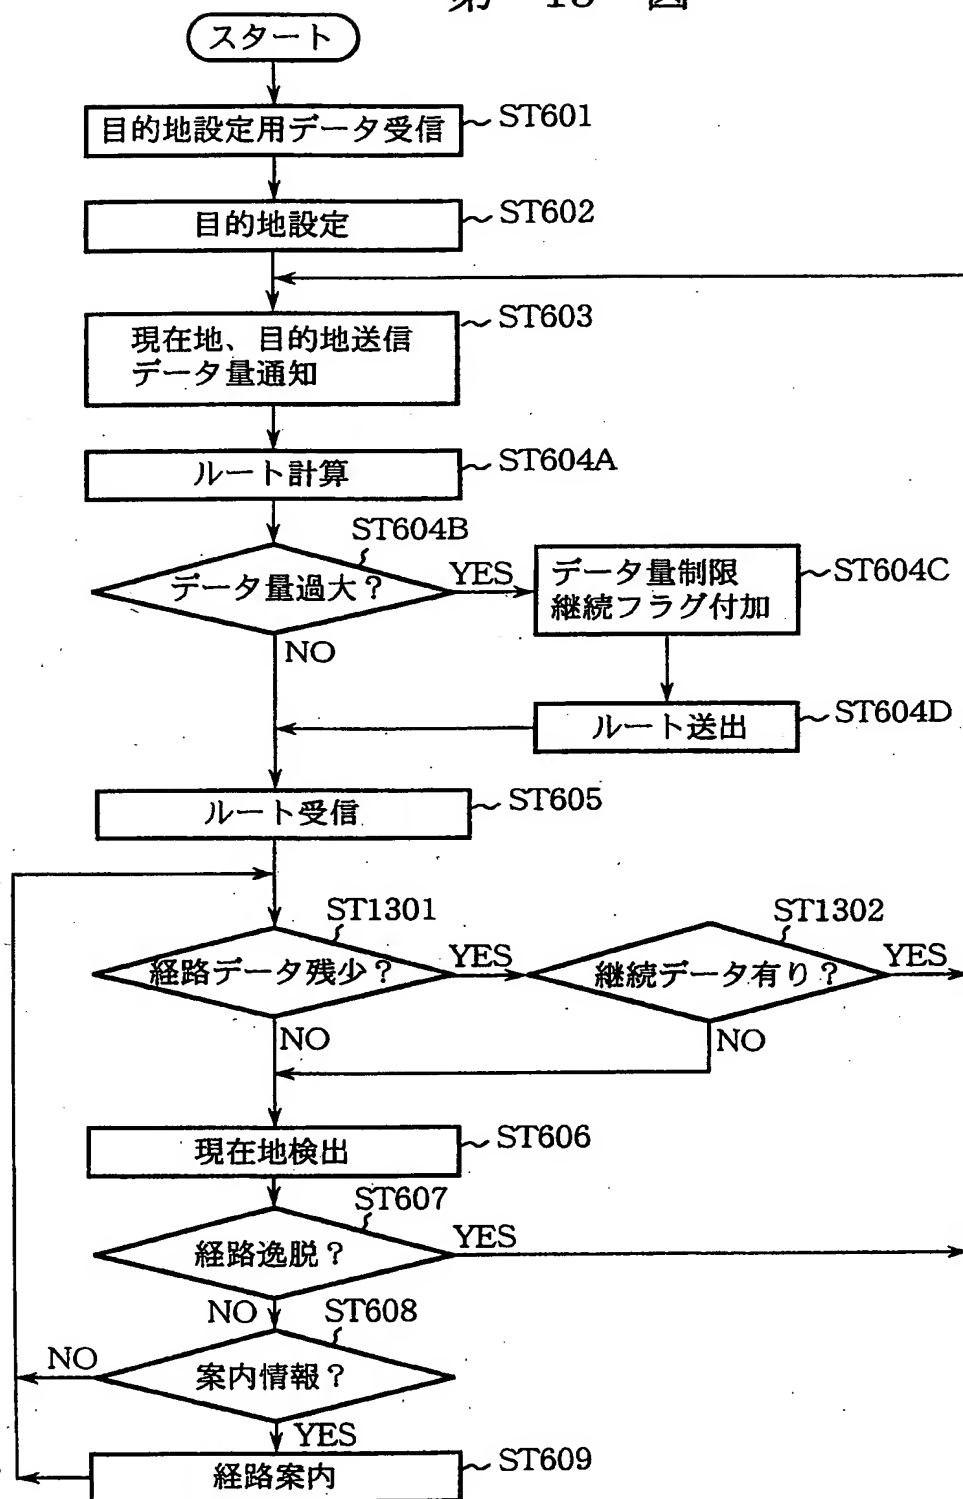 第 13 図
スタート
目的地設定用データ受信
ST601
目的地設定
ST602
現在地、目的地送信
データ量通知
ST603
ルート計算
ST604A
ST604B
データ量過大?
YES
NO
データ量制限
継続フラグ付加
ST604C
ルート送出
ST604D
ルート受信
ST605
ST1301
経路データ残少?
YES
NO
ST1302
継続データ有り?
YES
NO
現在地検出
ST606
ST607
経路逸脱?
YES
NO
ST608
案内情報?
NO
YES
経路案内
ST609